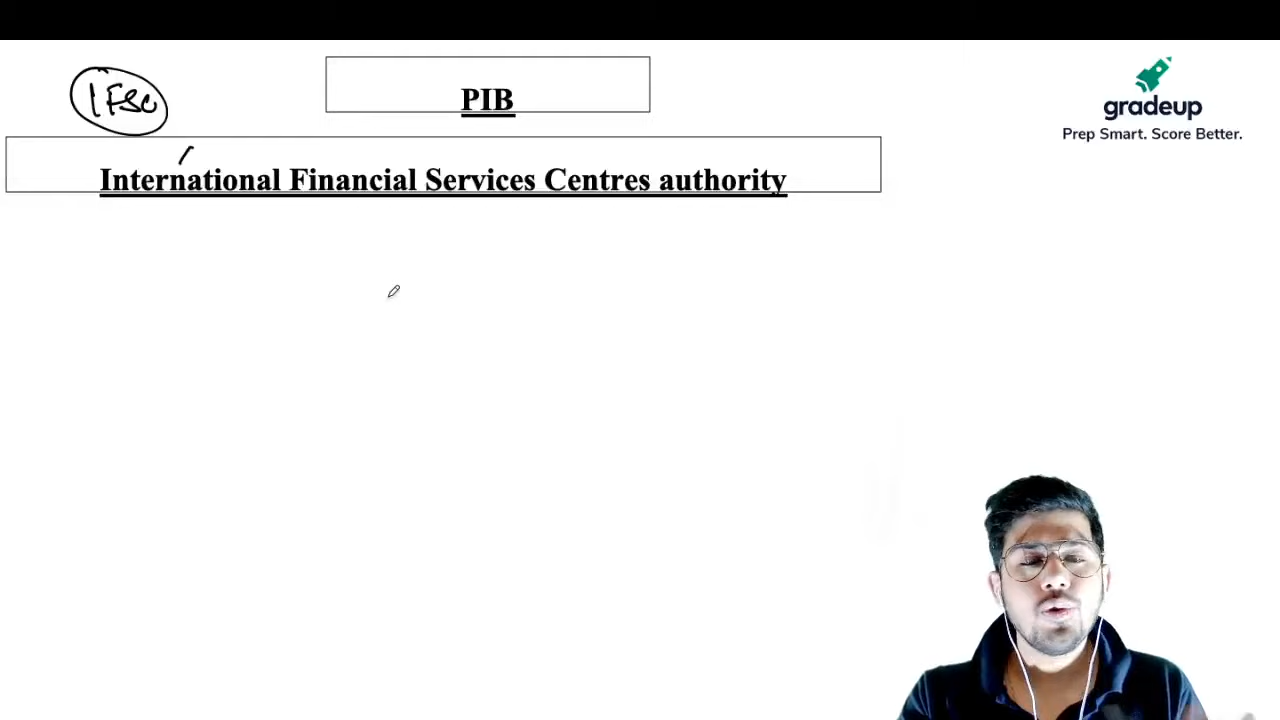 IFSC
PIB
gradeup
Prep Smart. Score Better.
International Financial Services Centres authority